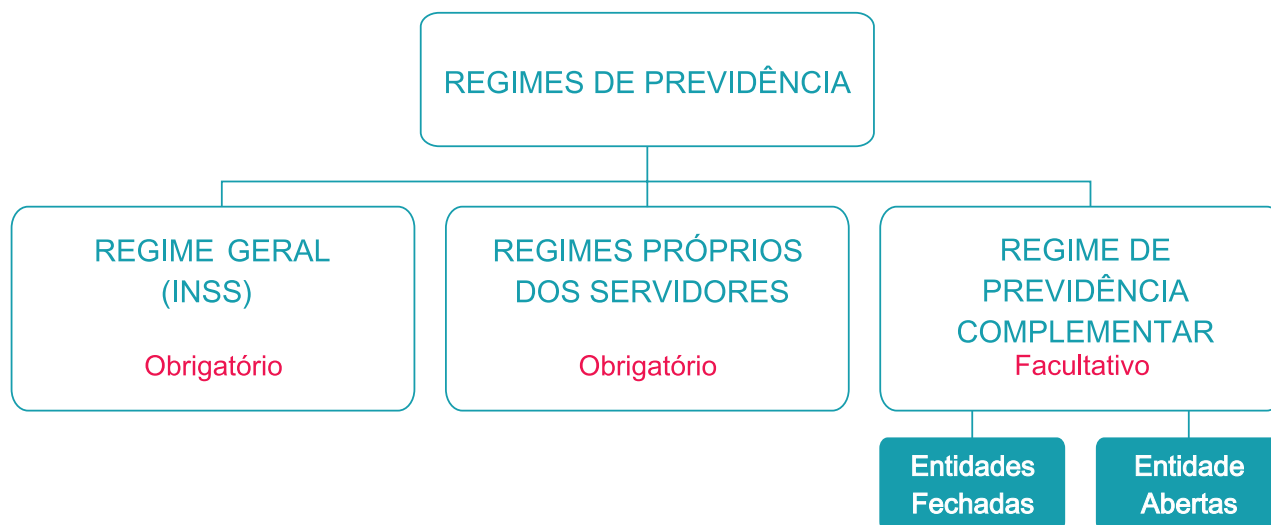 REGIMES DE PREVIDÊNCIA
REGIME GERAL
(INSS)
Obrigatório
REGIMES PRÓPRIOS
DOS SERVIDORES
Obrigatório
REGIME DE
PREVIDÊNCIA
COMPLEMENTAR
Facultativo
Entidades
Fechadas
Entidade
Abertas